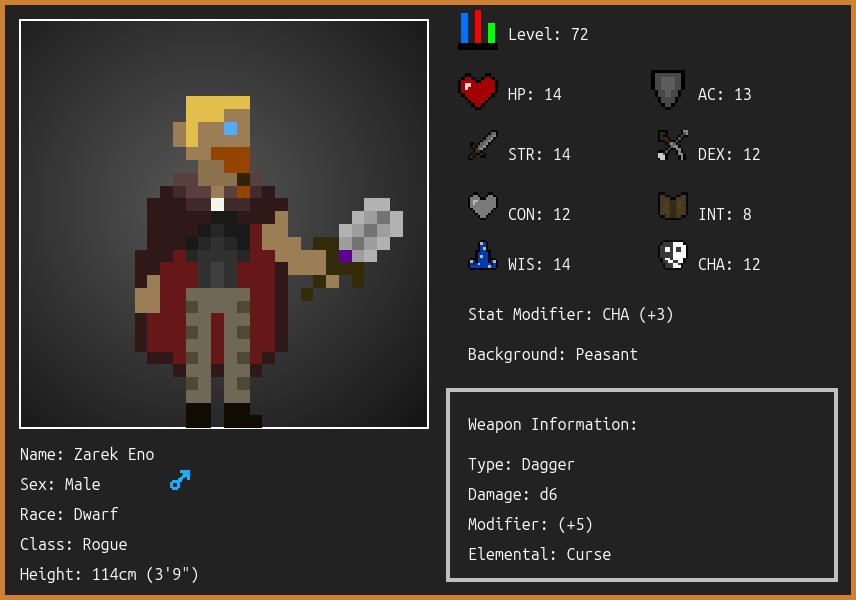 Level: 72
HP: 14
AC: 13
STR: 14
DEX: 12
CON: 12
INT: 8
WIS: 14
CHA: 12
Stat Modifier: CHA (+3)
Background: Peasant
Weapon Information:
Type: Dagger
Damage: d6
Modifier: (+5)
Elemental: Curse
Name: Zarek Eno
Sex: Male
Race: Dwarf
Class: Rogue
Height: 114cm (3'9")